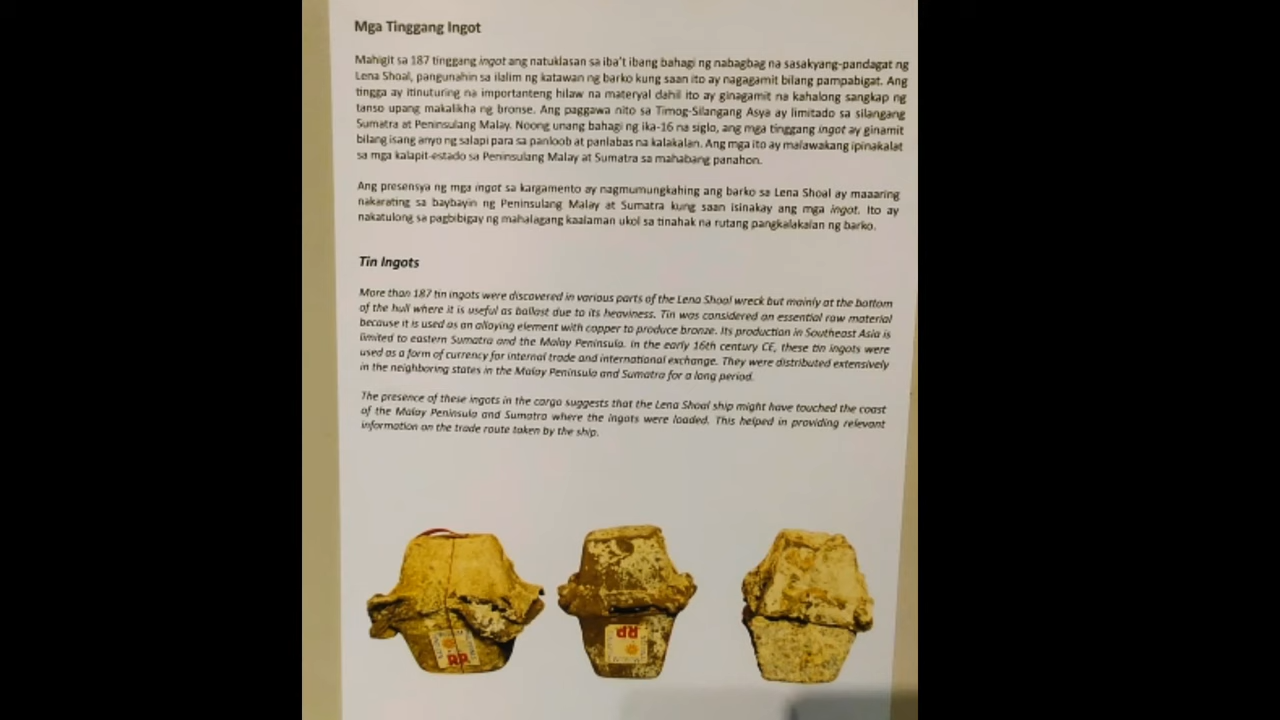 Mga Tinggang Ingot
Mahigit sa 187 tinggang ingot ang natuklasan sa iba't ibang bahagi ng nabagbag na sasakyang-pandagat ng
Lena Shoal, pangunahin sa ilalim ng katawan ng barko kung saan ito ay nagagamit bilang pampabigat. Ang
tingga ay itinuturing na importanteng hilaw na materyal dahil ito ay ginagamit na kahalong sangkap ng
tanso upang makalikha ng bronse. Ang paggawa nito sa Timog-Silangang Asya ay limitado sa silangang
Sumatra at Peninsulang Malay. Noong unang bahagi ng ika-16 na siglo, ang mga tinggang ingot ay ginamit
bilang isang anyo ng salapi para sa panloob at panlabas na kalakalan. Ang mga ito ay malawakang ipinakalat
sa mga kalapit-estado sa Peninsulang Malay at Sumatra sa mahabang panahon.
Ang presensya ng mga ingot sa kargamento ay nagmumungkahing ang barko sa Lena Shoal ay maaaring
nakarating sa baybayin ng Peninsulang Malay at Sumatra kung saan isinakay ang mga ingot. Ito ay
nakatulong sa pagbibigay ng mahalagang kaalaman ukol sa tinahak na rutang pangkalakalan ng barko.
Tin Ingots
More than 187 tin ingots were discovered in various parts of the Lena Shoal wreck but mainly at the bottom
of the hull where it is useful as ballast due to its heaviness. Tin was considered an essential raw material
because it is used as an alloying element with copper to produce bronze. Its production in Southeast Asia is
limited to eastern Sumatra and the Malay Peninsula. In the early 16th century CE, these tin ingots were
used as a form of currency for internal trade and international exchange. They were distributed extensively
in the neighboring states in the Malay Peninsula and Sumatra for a long period.
The presence of these ingots in the cargo suggests that the Lena Shoal ship might have touched the coast
of the Malay Peninsula and Sumatra where the ingots were loaded. This helped in providing relevant
information on the trade route taken by the ship.
RP
RP